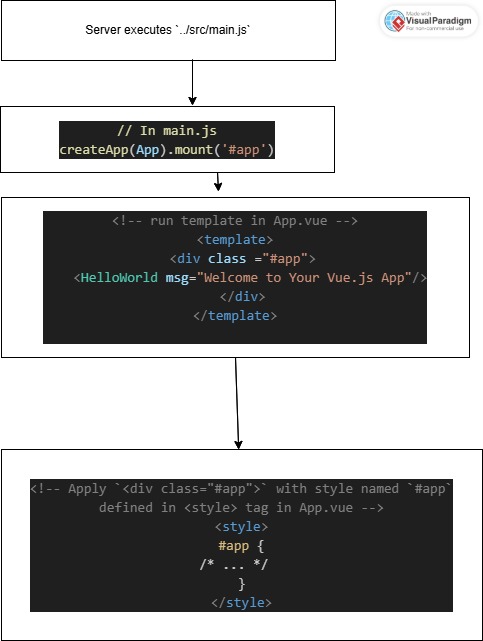 Server executes `../src/main.js`
Made with
VisualParadigm
For non-commercial use
// In main.js
createApp(App).mount('#app')
<!-- run template in App.vue -->
<template>
<div class ="#app">
<HelloWorld msg="Welcome to Your Vue.js App"/>
</div>
</template>
<!-- Apply `<div class="#app">` with style named `#app`
defined in <style> tag in App.vue -->
<style>
#app {
/* ... */
}
</style>